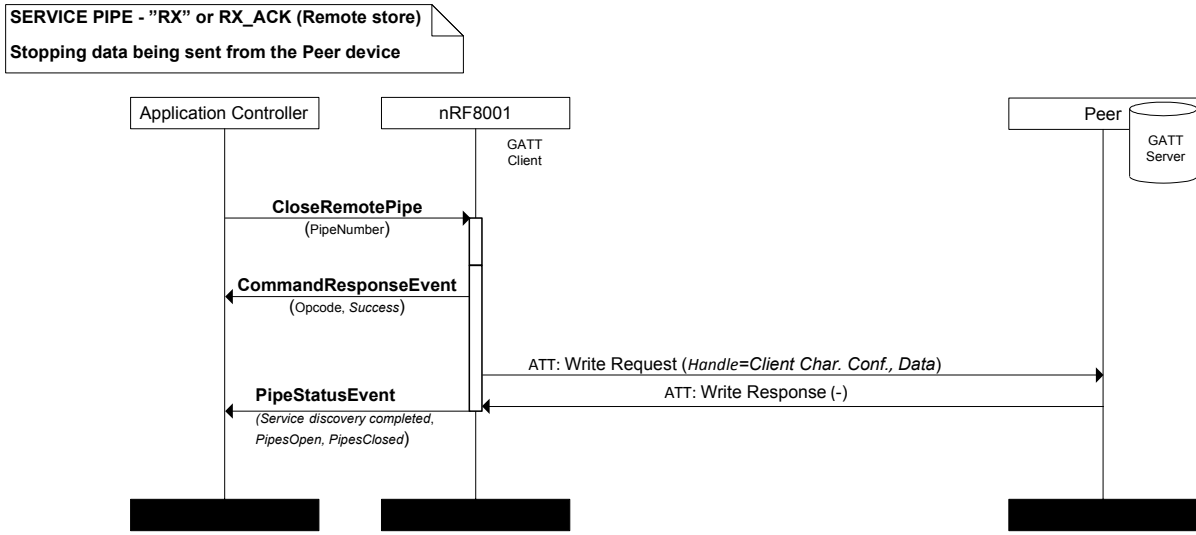 SERVICE PIPE - ”RX” or RX_ACK (Remote store)
Stopping data being sent from the Peer device
Application Controller
nRF8001
Peer
GATT
Client
GATT
Server
CloseRemotePipe
(PipeNumber)
CommandResponseEvent
(Opcode, Success)
ATT: Write Request (Handle=Client Char. Conf., Data)
ATT: Write Response (-)
PipeStatusEvent
(Service discovery completed,
PipesOpen, PipesClosed)